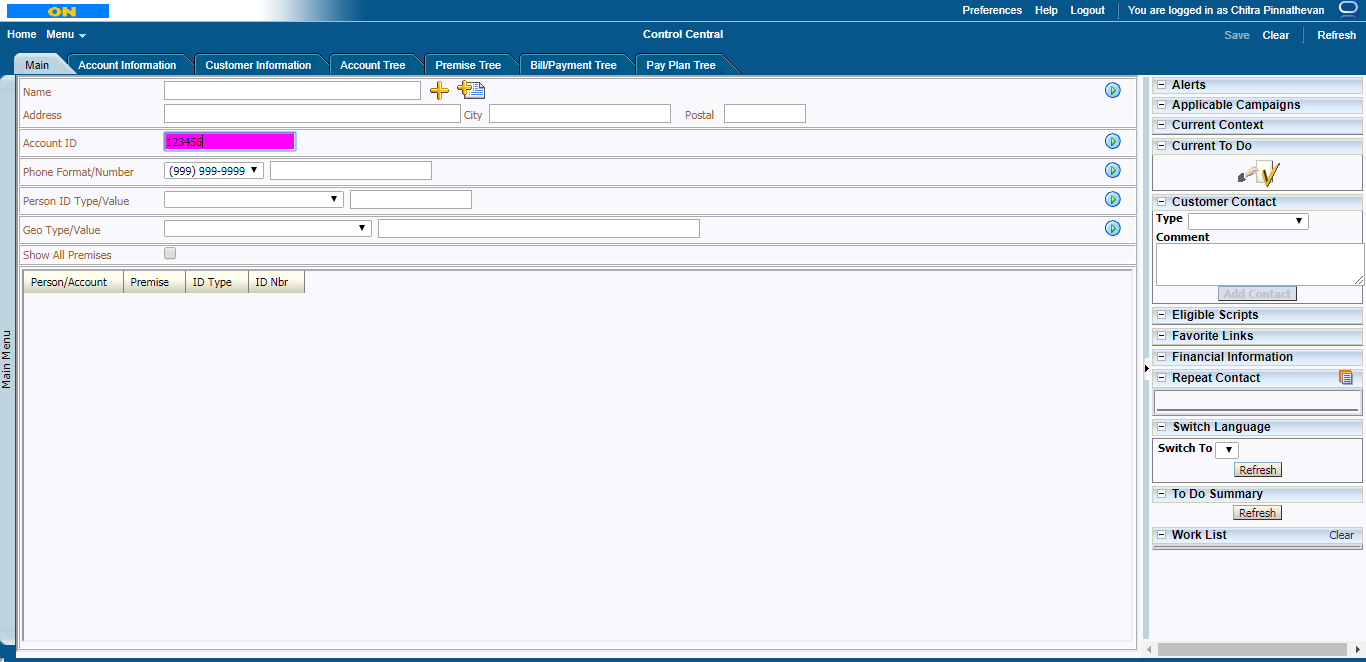 ON
Preferences Help Logout You are logged in as Chitra Pinnathevan
Home Menu Control Central Save Clear Refresh
Main Account Information Customer Information Account Tree Premise Tree Bill/Payment Tree Pay Plan Tree
Main Menu
Name
Address City Postal
Account ID 123456
Phone Format/Number (999) 999-9999
Person ID Type/Value
Geo Type/Value
Show All Premises
Person/Account Premise ID Type ID Nbr
Alerts
Applicable Campaigns
Current Context
Current To Do
Customer Contact
Type
Comment
Add Contact
Eligible Scripts
Favorite Links
Financial Information
Repeat Contact
Switch Language
Switch To
Refresh
To Do Summary
Refresh
Work List Clear